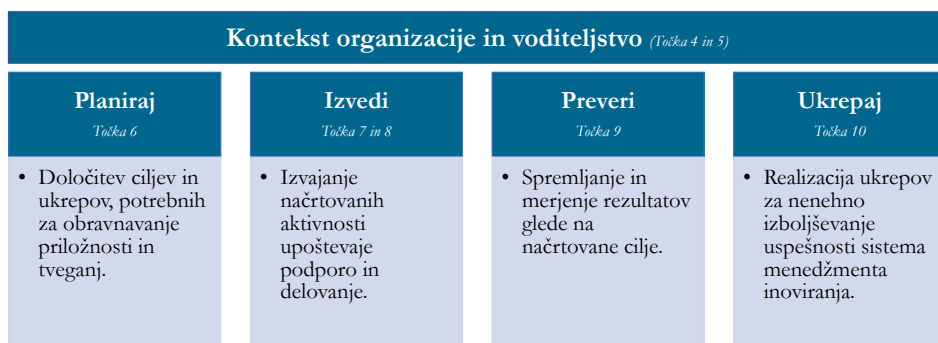 Kontekst organizacije in voditeljstvo (Točka 4 in 5)
Planiraj
Točka 6
• Določitev ciljev in
ukrepov, potrebnih
za obravnavanje
priložnosti in
tveganj.
Izvedi
Točka 7 in 8
• Izvajanje
načrtovanih
aktivnosti
upoštevaje
podporo in
delovanje.
Preveri
Točka 9
• Spremljanje in
merjenje rezultatov
glede na
načrtovane cilje.
Ukrepaj
Točka 10
• Realizacija ukrepov
za nenehno
izboljševanje
uspešnosti sistema
menedžmenta
inoviranja.